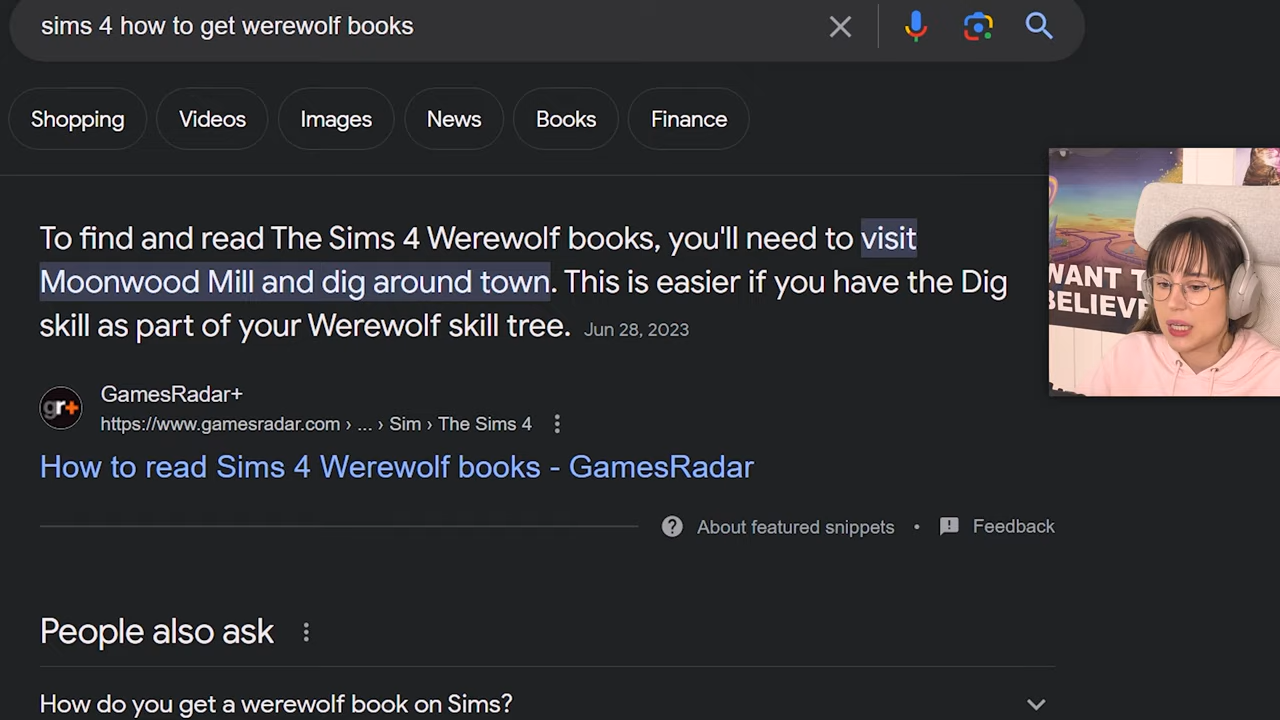 sims 4 how to get werewolf books
Shopping
Videos
Images
News
Books
Finance
To find and read The Sims 4 Werewolf books, you'll need to visit
Moonwood Mill and dig around town. This is easier if you have the Dig
skill as part of your Werewolf skill tree. Jun 28, 2023
gr+
GamesRadar+
https://www.gamesradar.com › ... › Sim › The Sims 4
How to read Sims 4 Werewolf books - GamesRadar
About featured snippets • Feedback
People also ask
How do you get a werewolf book on Sims?
WANT T
BELIEVE